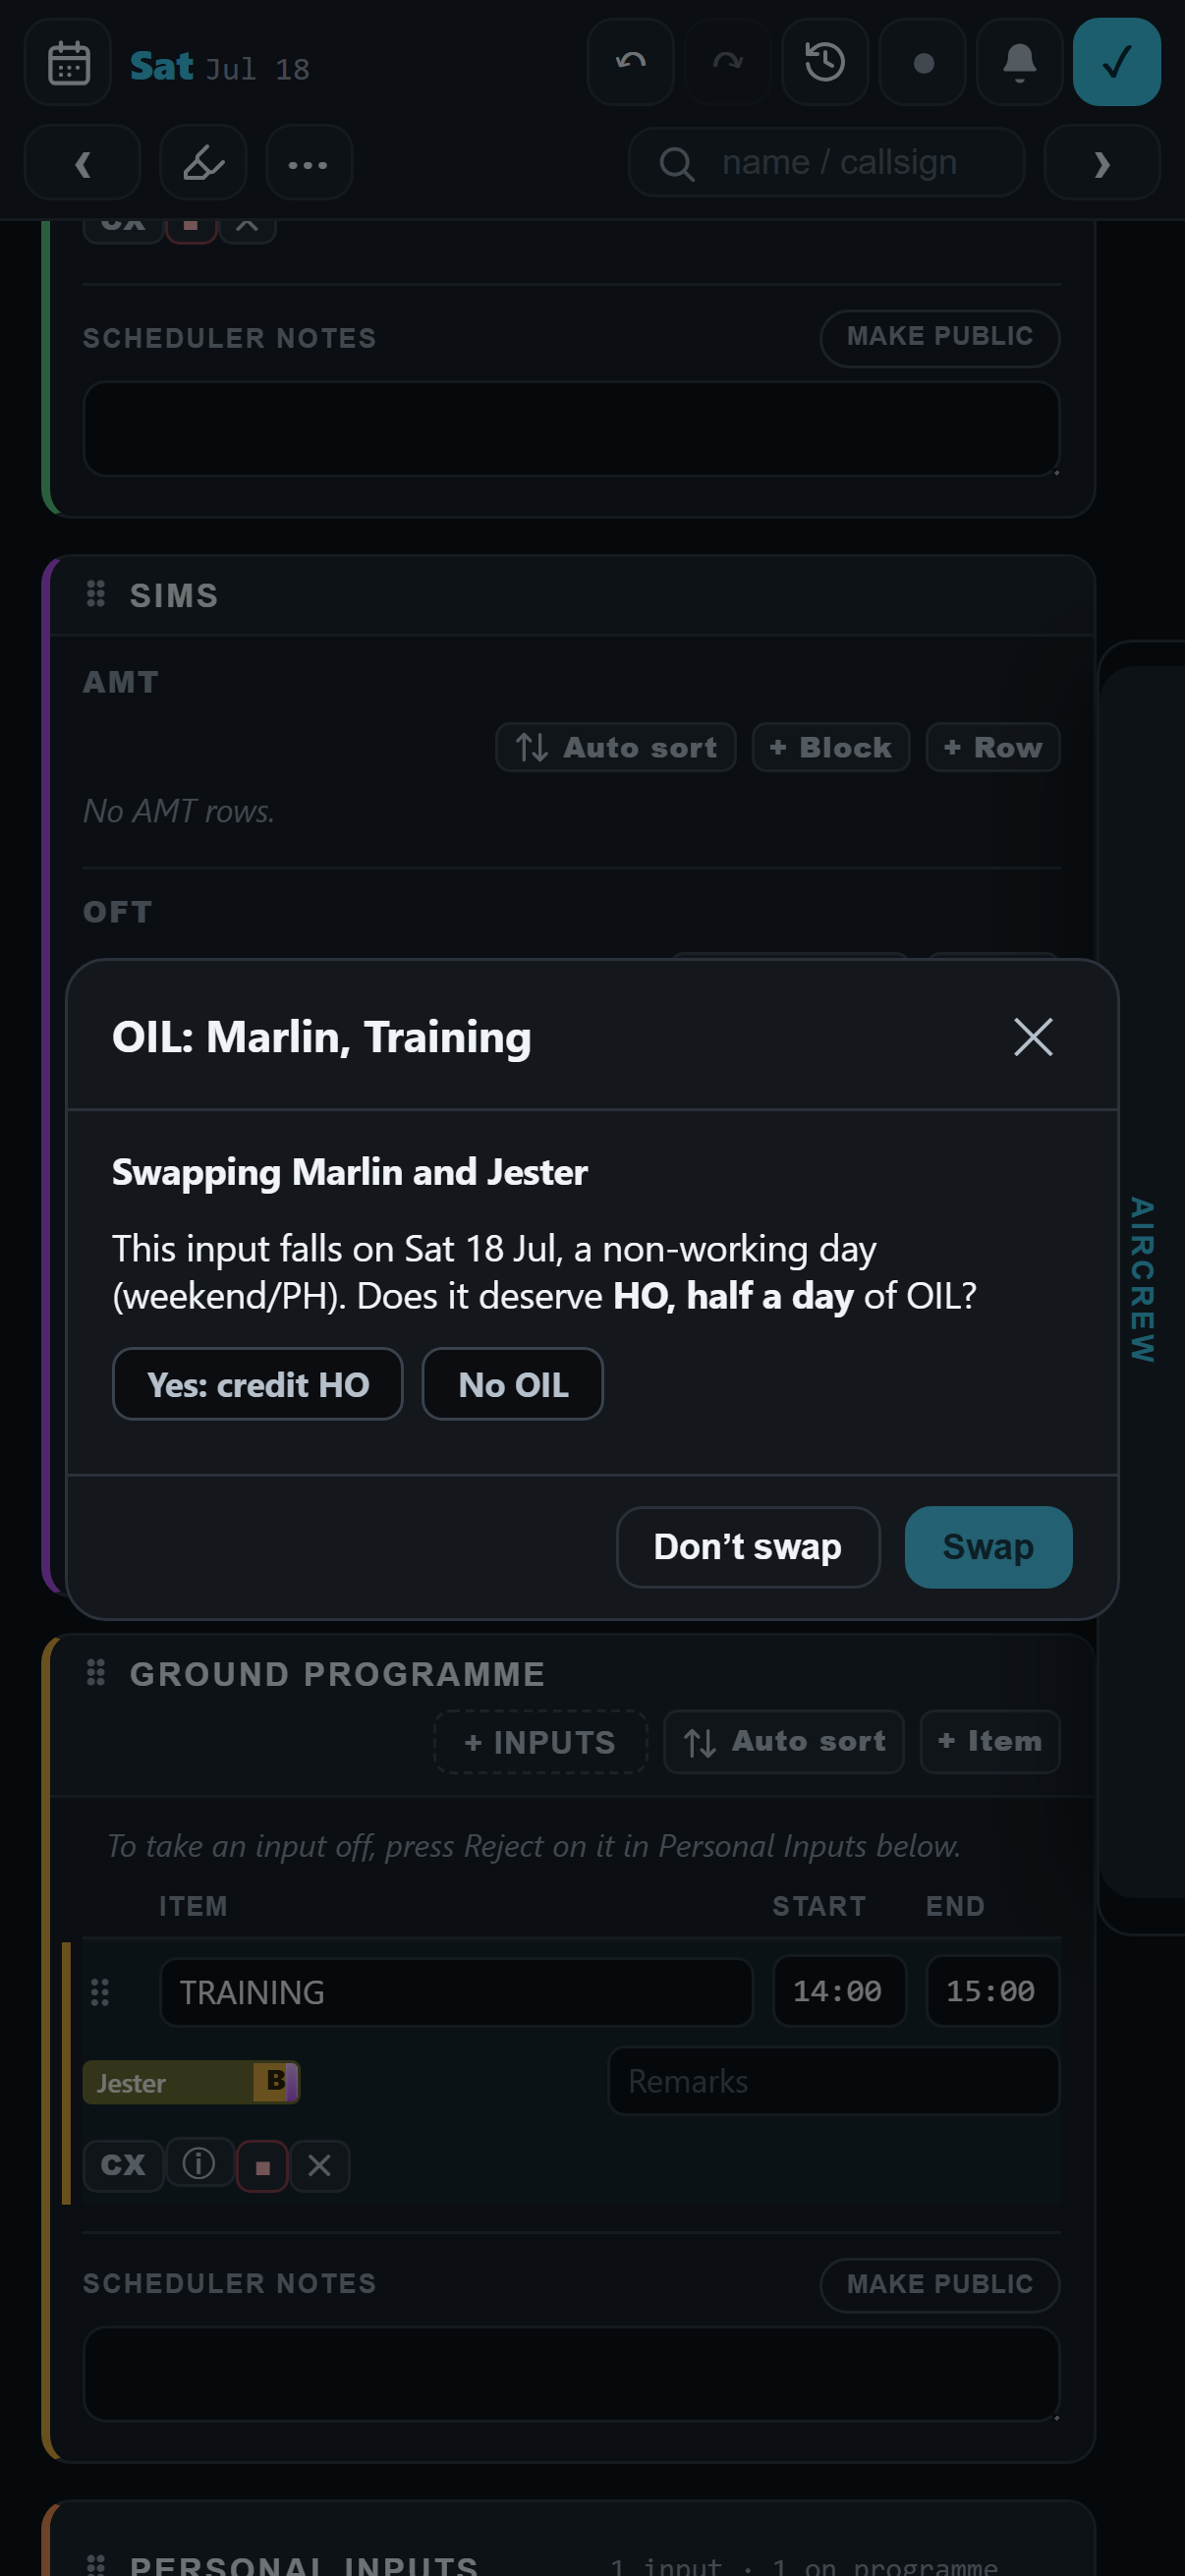 Sat Jul 18
name / callsign
CX
SCHEDULER NOTES
MAKE PUBLIC
SIMS
AMT
Auto sort
+ Block
+ Row
No AMT rows.
OFT
OIL: Marlin, Training
Swapping Marlin and Jester
This input falls on Sat 18 Jul, a non-working day
(weekend/PH). Does it deserve HO, half a day of OIL?
Yes: credit HO
No OIL
Don’t swap
Swap
AIRCREW
GROUND PROGRAMME
+ INPUTS
Auto sort
+ Item
To take an input off, press Reject on it in Personal Inputs below.
ITEM START END
TRAINING 14:00 15:00
Jester B
Remarks
CX
SCHEDULER NOTES
MAKE PUBLIC
PERSONAL INPUTS
1 input · 1 on programme